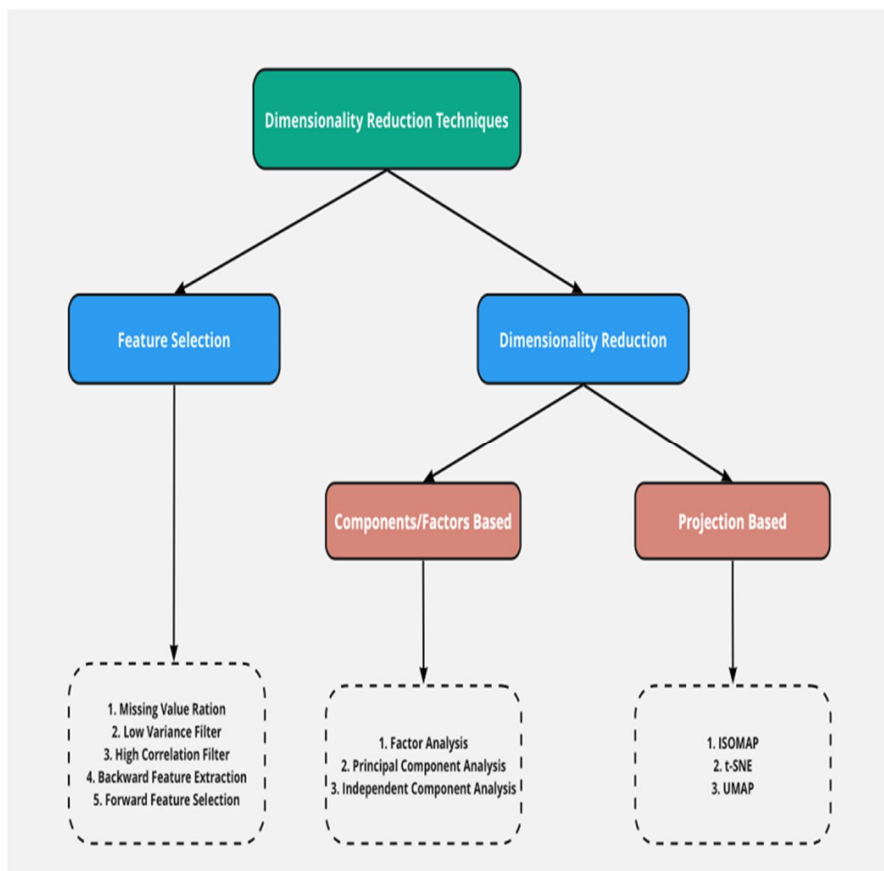 Dimensionality Reduction Techniques
Feature Selection
Dimensionality Reduction
Components/Factors Based
Projection Based
1. Missing Value Ration
2. Low Variance Filter
3. High Correlation Filter
4. Backward Feature Extraction
5. Forward Feature Selection
1. Factor Analysis
2. Principal Component Analysis
3. Independent Component Analysis
1. ISOMAP
2. t-SNE
3. UMAP